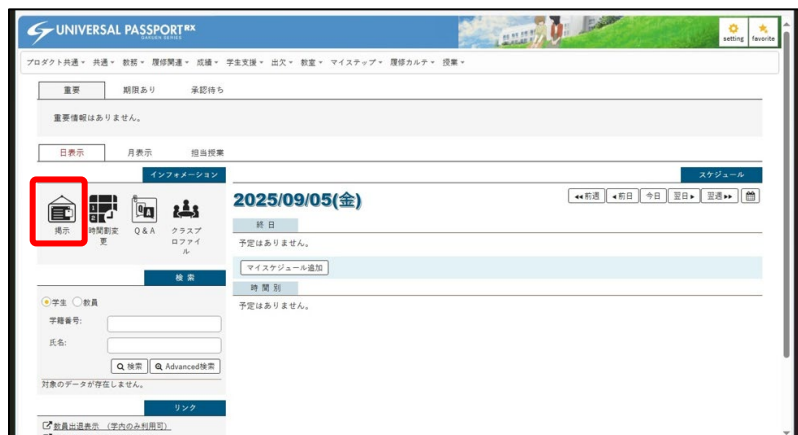 UNIVERSAL PASSPORT RX
GARDEN SERIES
setting favorite
プロダクト共通 共通 教務 履修関連 成績 学生支援 出欠 教室 マイステップ 履修カルテ 授業
重要 期限あり 承認待ち
重要情報はありません。
日表示 月表示 担当授業
インフォメーション
掲示 時間割変更 Q&A クラスプロファイル
検索
学生 教員
学籍番号:
氏名:
検索 Advanced検索
対象のデータが存在しません。
リンク
教員出退表示 (学内のみ利用可)
スケジュール
2025/09/05(金)
前週 前日 今日 翌日 翌週
終日
予定はありません。
マイスケジュール追加
時間別
予定はありません。